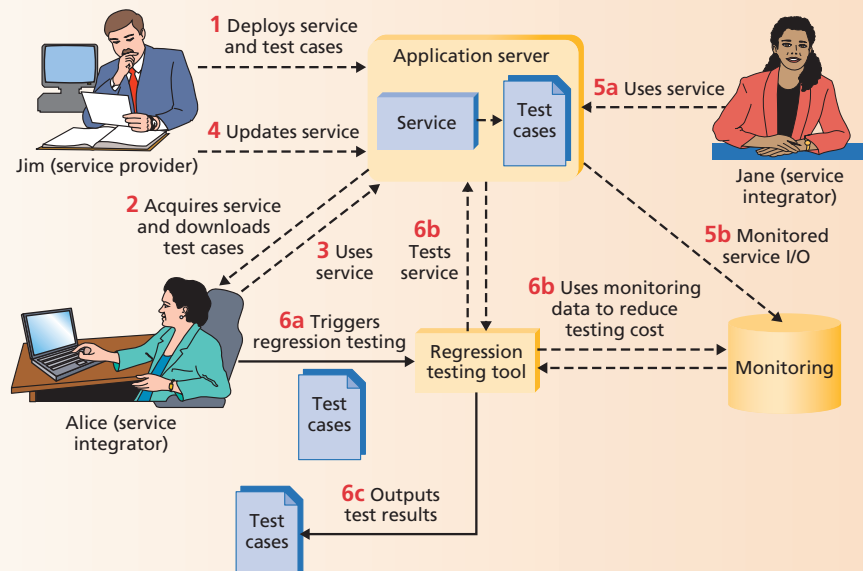 1 Deploys service
and test cases
Application server
Service
Test
cases
5a Uses service
4 Updates service
Jim (service provider)
Jane (service
integrator)
2 Acquires service
and downloads
test cases
3 Uses
service
6b
Tests
service
5b Monitored
service I/O
6b Uses monitoring
data to reduce
testing cost
6a Triggers
regression testing
Regression
testing tool
Monitoring
Alice (service
integrator)
Test
cases
6c Outputs
test results
Test
cases